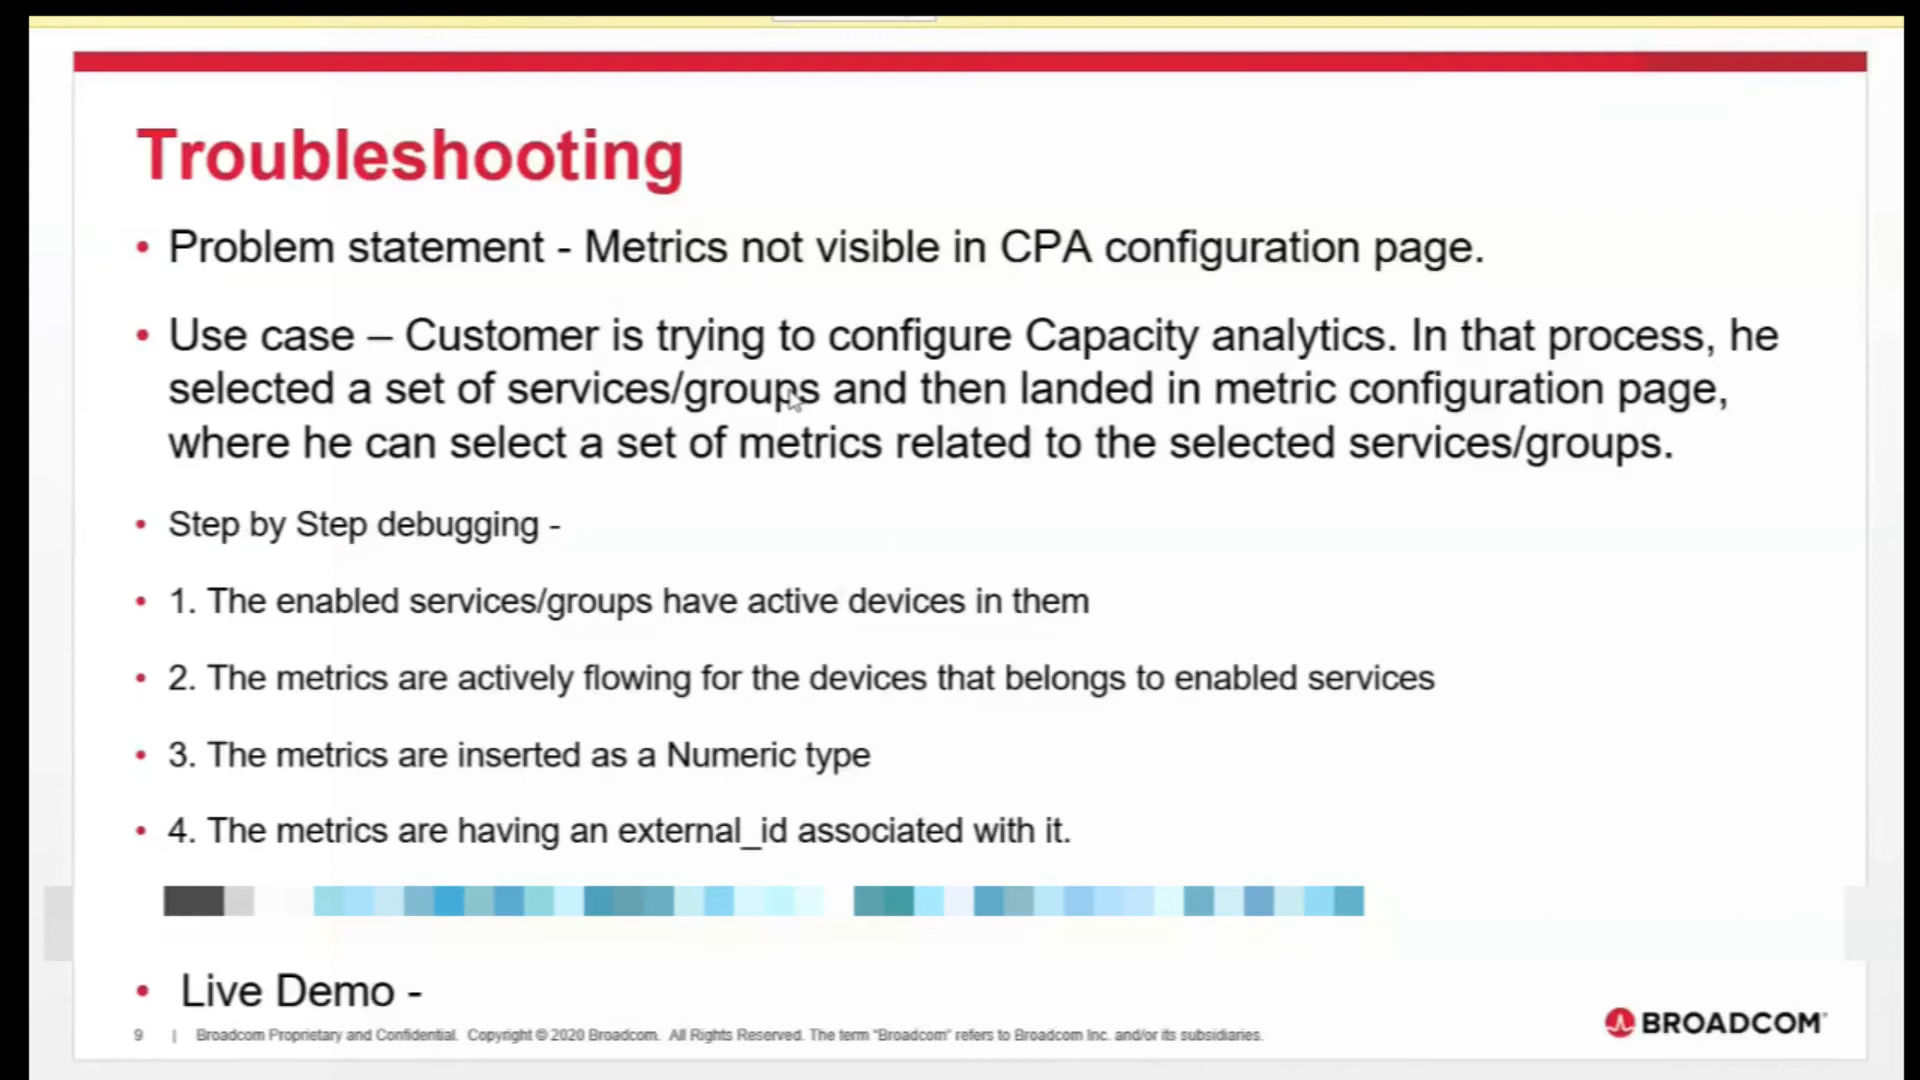 Troubleshooting
• Problem statement - Metrics not visible in CPA configuration page.
• Use case – Customer is trying to configure Capacity analytics. In that process, he
selected a set of services/groups and then landed in metric configuration page,
where he can select a set of metrics related to the selected services/groups.
• Step by Step debugging -
• 1. The enabled services/groups have active devices in them
• 2. The metrics are actively flowing for the devices that belongs to enabled services
• 3. The metrics are inserted as a Numeric type
• 4. The metrics are having an external_id associated with it.
• Live Demo -
9 | Broadcom Proprietary and Confidential. Copyright © 2020 Broadcom. All Rights Reserved. The term "Broadcom" refers to Broadcom Inc. and/or its subsidiaries.
BROADCOM